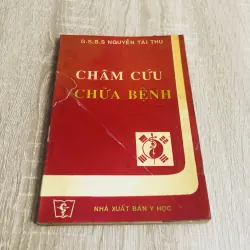 G.S.B.S NGUYỄN TÀI THU
CHÂM CỨU
CHỮA BỆNH
NHÀ XUẤT BẢN Y HỌC